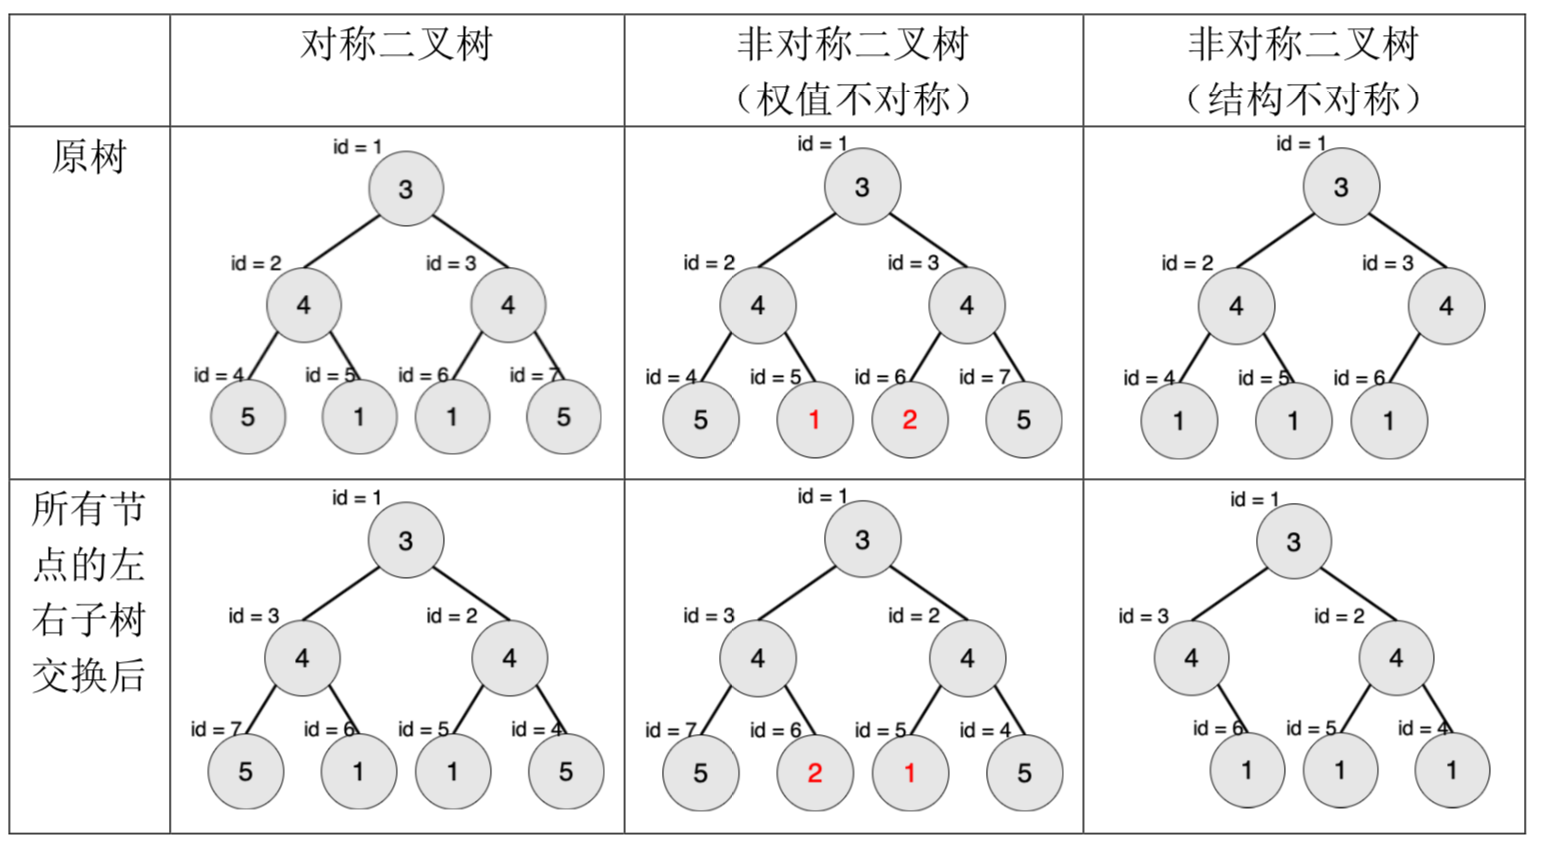 对称二叉树
非对称二叉树
（权值不对称）
非对称二叉树
（结构不对称）
原树
id = 1
3
id = 2
id = 3
4
4
id = 4
id = 5
id = 6
id = 7
5
1
1
5
id = 1
3
id = 2
id = 3
4
4
id = 4
id = 5
id = 6
id = 7
5
1
2
5
id = 1
3
id = 2
id = 3
4
4
id = 4
id = 5
id = 6
1
1
1
所有节
点的左
右子树
交换后
id = 1
3
id = 3
id = 2
4
4
id = 7
id = 6
id = 5
id = 4
5
1
1
5
id = 1
3
id = 3
id = 2
4
4
id = 7
id = 6
id = 5
id = 4
5
2
1
5
id = 1
3
id = 3
id = 2
4
4
id = 6
id = 5
id = 4
1
1
1